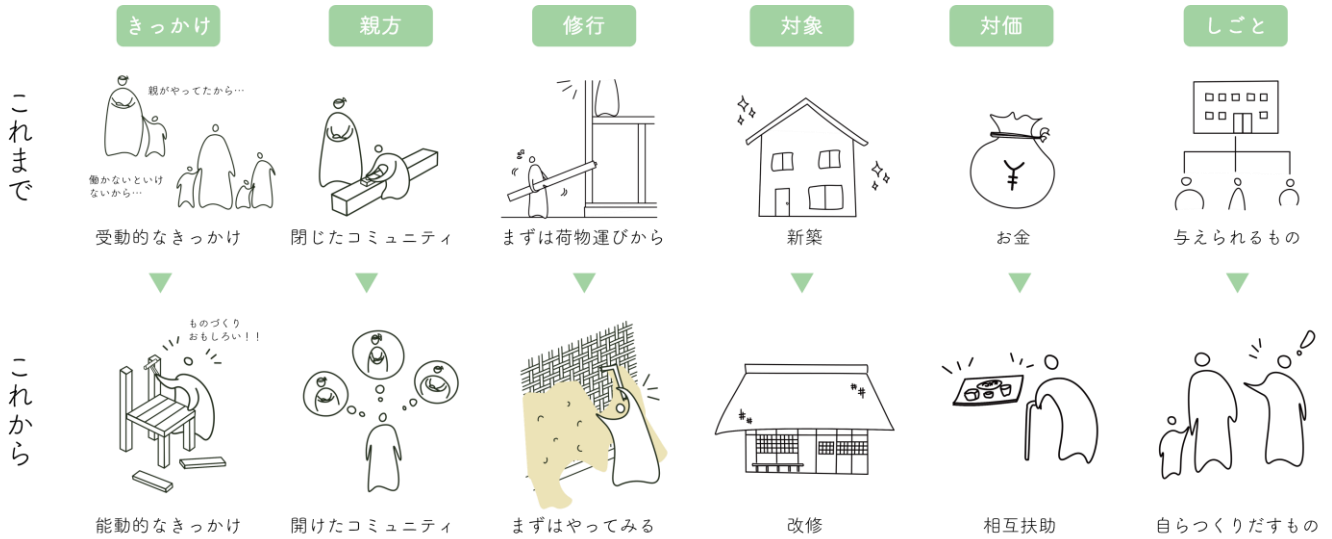 きっかけ
親方
修行
対象
対価
しごと
これまで
親がやってたから…
働かないといけ
ないから…
¥
受動的なきっかけ
閉じたコミュニティ
まずは荷物運びから
新築
お金
与えられるもの
これから
ものづくり
おもしろい！！
能動的なきっかけ
開けたコミュニティ
まずはやってみる
改修
相互扶助
自らつくりだすもの